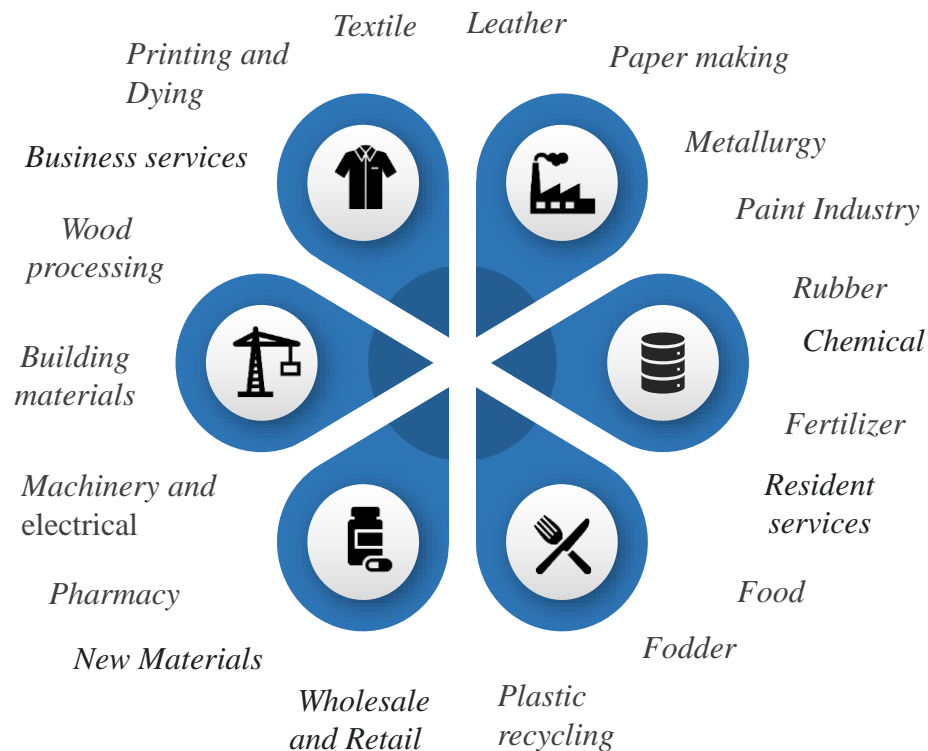 Textile
Leather
Printing and
Dying
Paper making
Business services
Metallurgy
Paint Industry
Wood
processing
Rubber
Chemical
Building
materials
Fertilizer
Machinery and
electrical
Resident
services
Pharmacy
Food
New Materials
Fodder
Wholesale
and Retail
Plastic
recycling